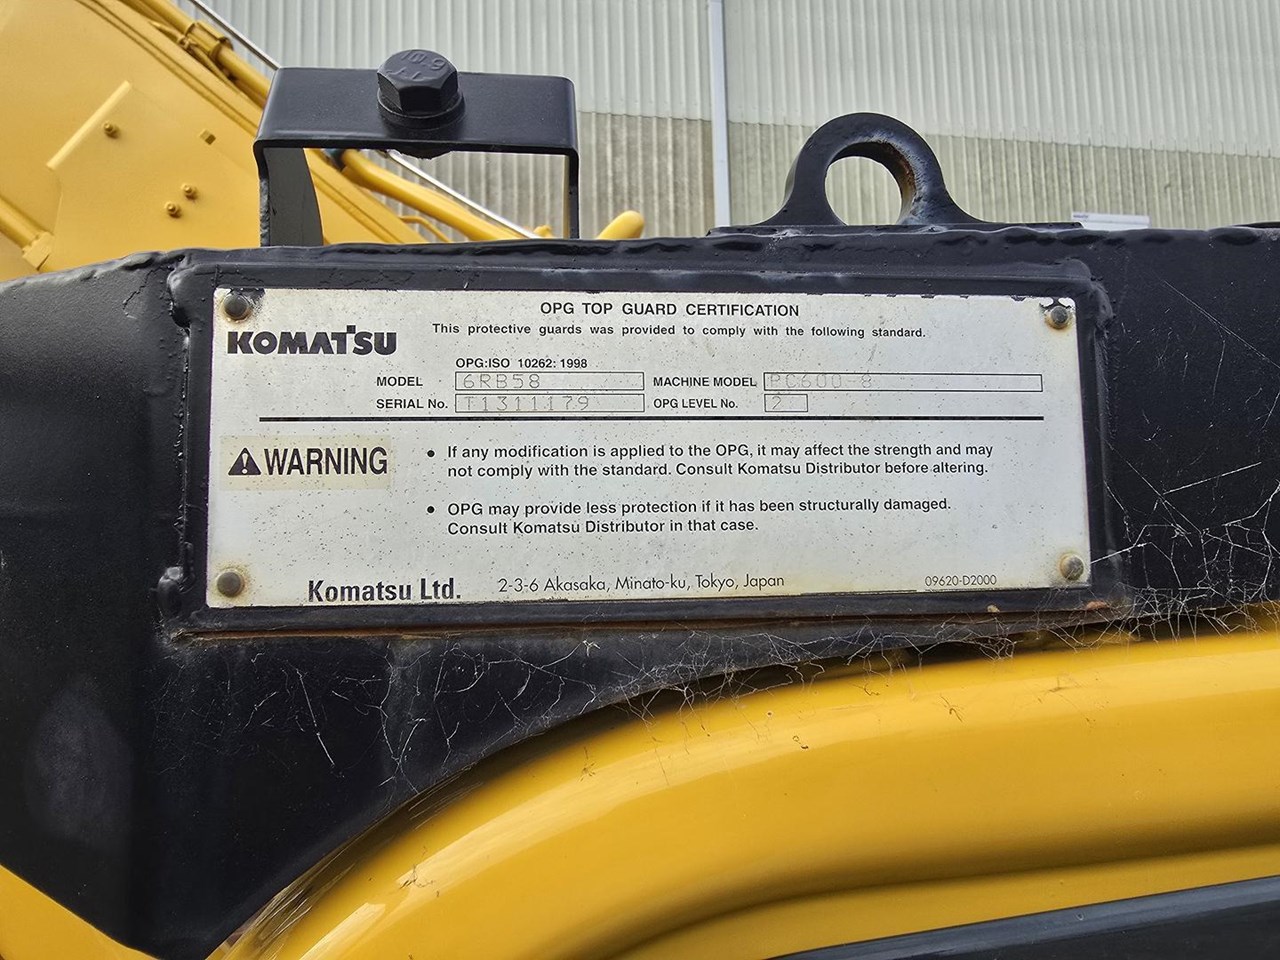 10.9
OPG TOP GUARD CERTIFICATION
KOMATSU
This protective guards was provided to comply with the following standard.
OPG:ISO 10262: 1998
MODEL 6RB58 MACHINE MODEL PC600-8
SERIAL No. T1311179 OPG LEVEL No. 2
WARNING
• If any modification is applied to the OPG, it may affect the strength and may
not comply with the standard. Consult Komatsu Distributor before altering.
• OPG may provide less protection if it has been structurally damaged.
Consult Komatsu Distributor in that case.
Komatsu Ltd. 2-3-6 Akasaka, Minato-ku, Tokyo, Japan 09620-D2000